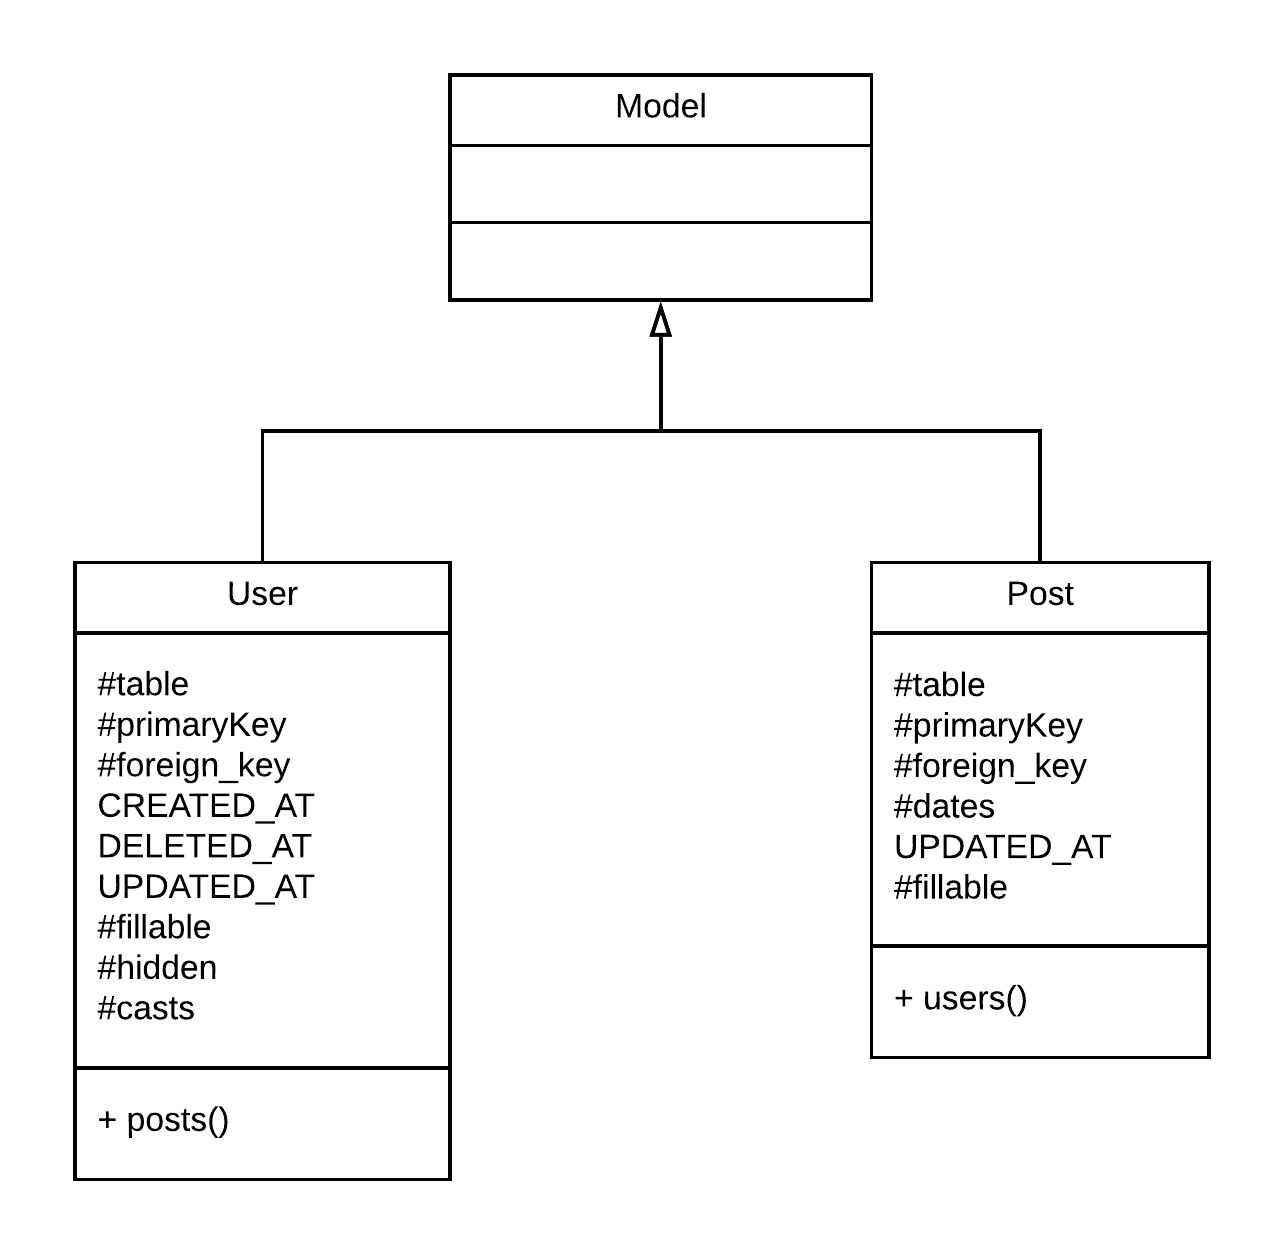 Model
User
#table
#primaryKey
#foreign_key
CREATED_AT
DELETED_AT
UPDATED_AT
#fillable
#hidden
#casts
+ posts()
Post
#table
#primaryKey
#foreign_key
#dates
UPDATED_AT
#fillable
+ users()